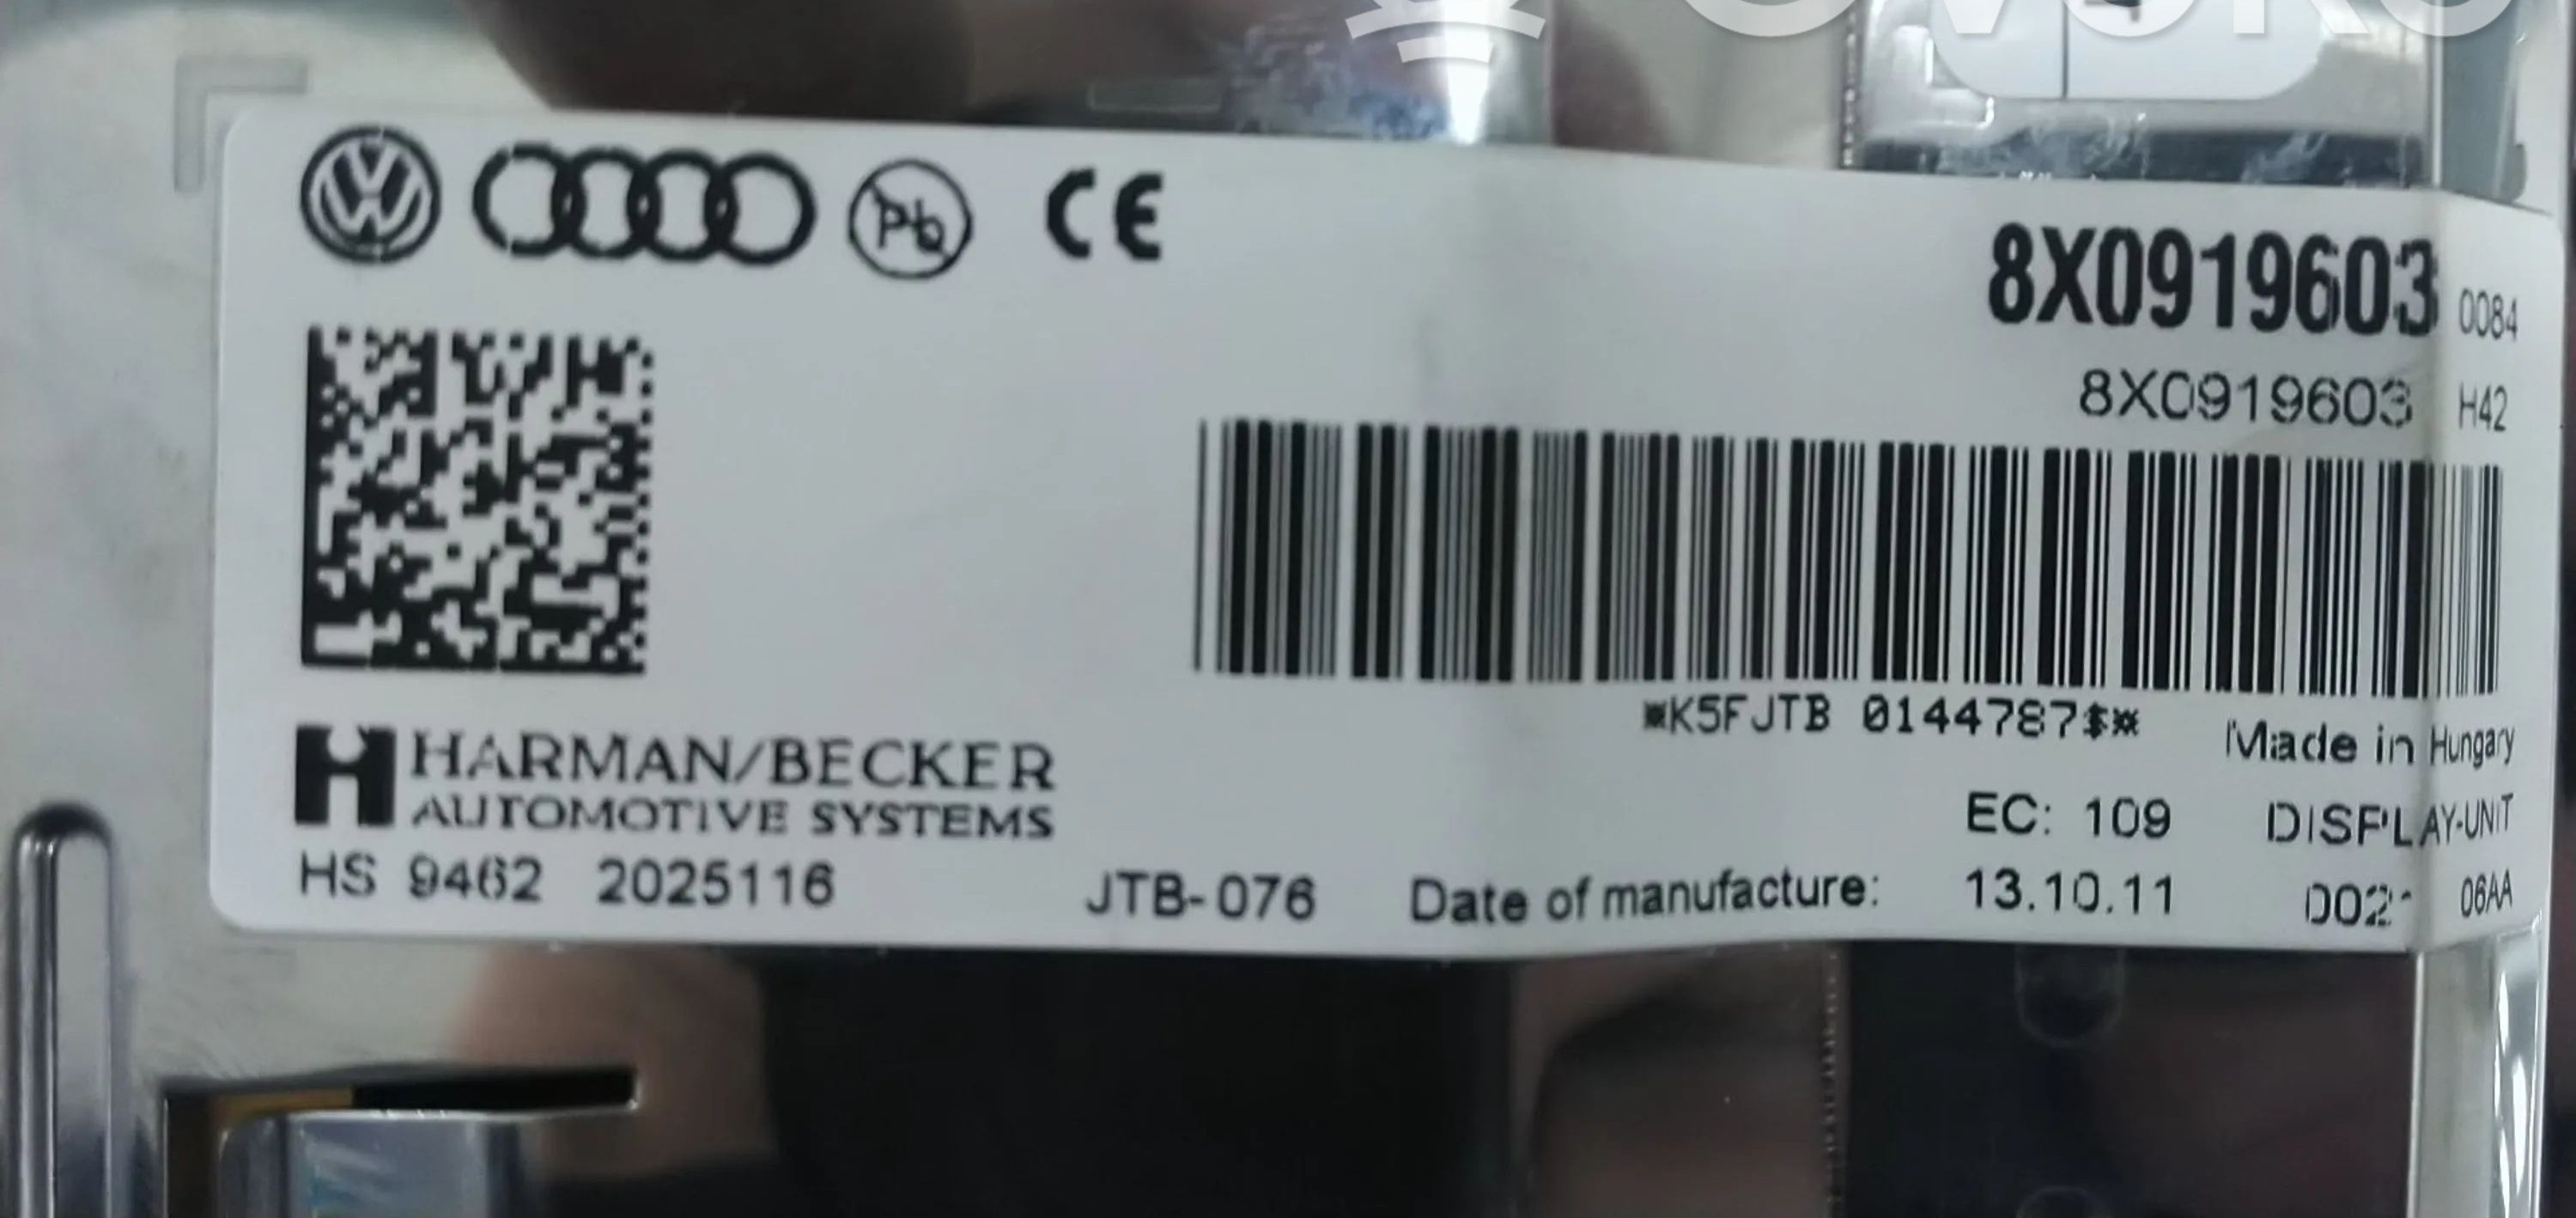 Pb CE
8X0919603 0084
8X0919603 H42
*K5FJTB 0144787$*
Made in Hungary
HARMAN/BECKER
AUTOMOTIVE SYSTEMS
EC: 109 DISPLAY-UNIT
HS 9462 2025116 JTB-076 Date of manufacture: 13.10.11 06AA